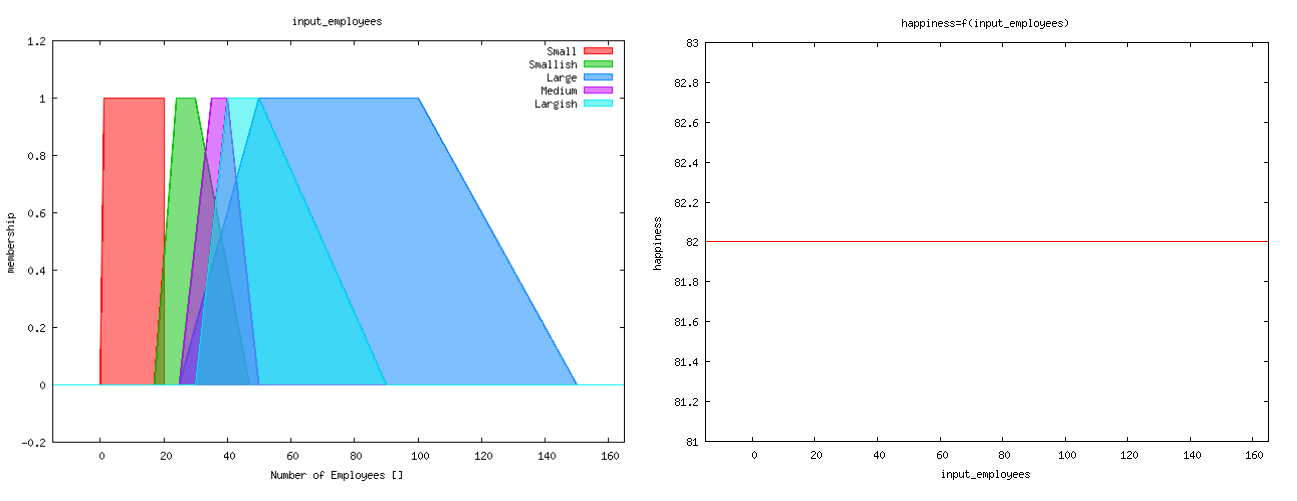 input_employees
1.2
1
0.8
0.6
0.4
0.2
0
-0.2
membership
Small
Smallish
Large
Medium
Largish
0 20 40 60 80 100 120 140 160
Number of Employees []
happiness=f(input_employees)
83
82.8
82.6
82.4
82.2
82
81.8
81.6
81.4
81.2
81
happiness
0 20 40 60 80 100 120 140 160
input_employees